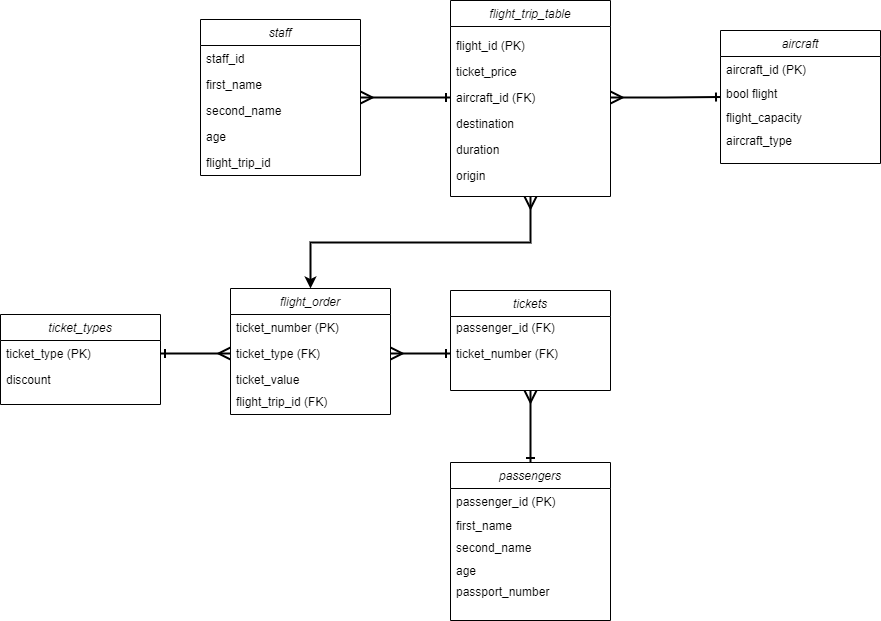 staff
staff_id
first_name
second_name
age
flight_trip_id
flight_trip_table
flight_id (PK)
ticket_price
aircraft_id (FK)
destination
duration
origin
aircraft
aircraft_id (PK)
bool flight
flight_capacity
aircraft_type
ticket_types
ticket_type (PK)
discount
flight_order
ticket_number (PK)
ticket_type (FK)
ticket_value
flight_trip_id (FK)
tickets
passenger_id (FK)
ticket_number (FK)
passengers
passenger_id (PK)
first_name
second_name
age
passport_number